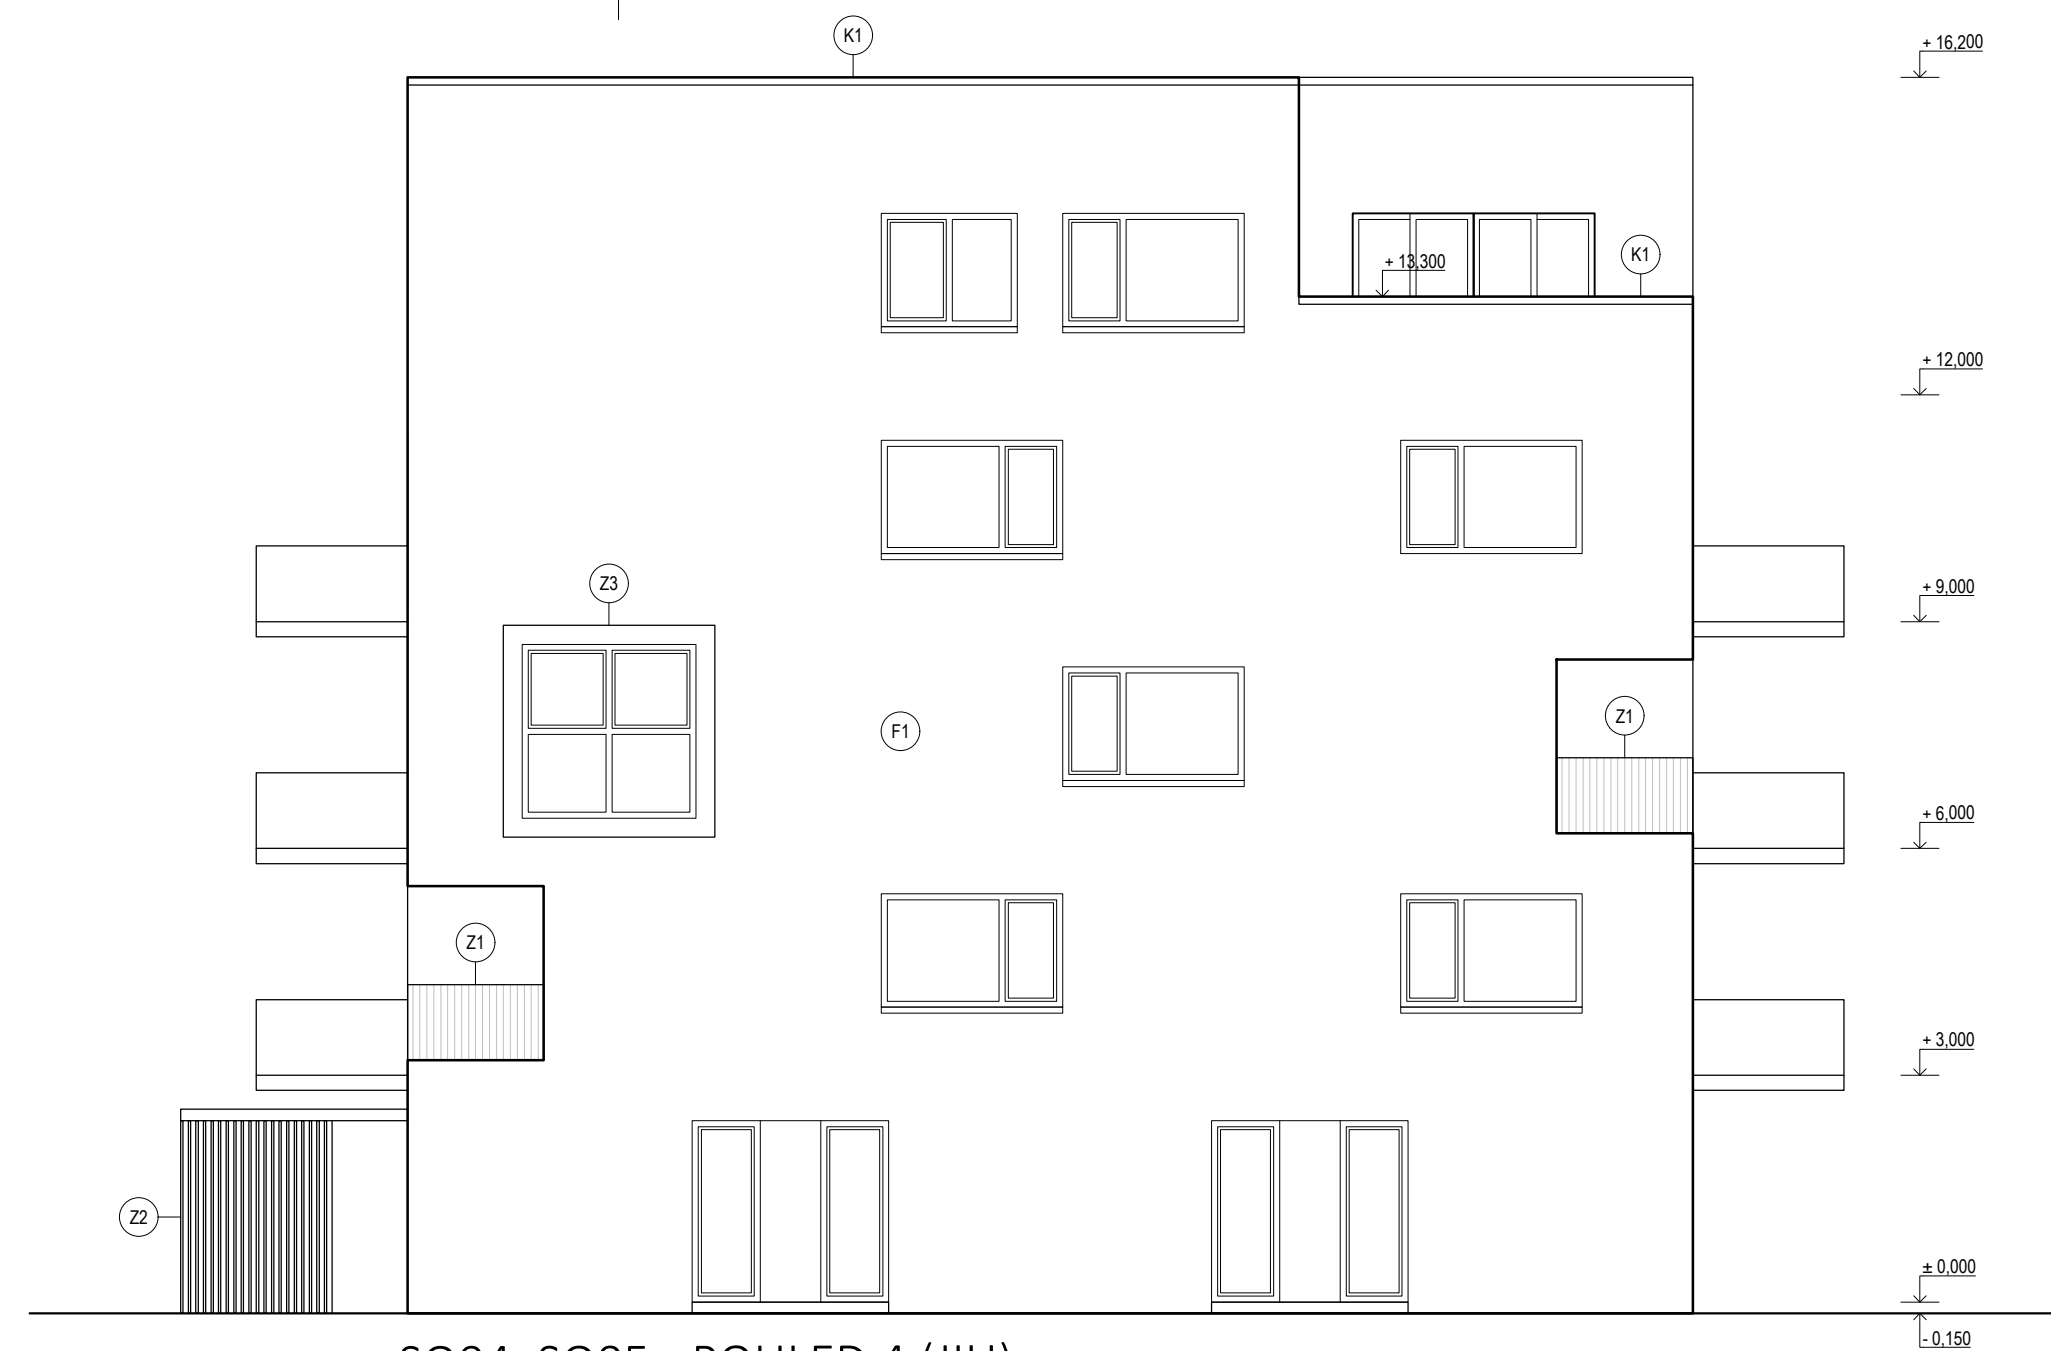 K1
+ 16,200
K1
+ 13,300
+ 12,000
Z3
+ 9,000
F1
Z1
+ 6,000
Z1
+ 3,000
Z2
± 0,000
- 0,150